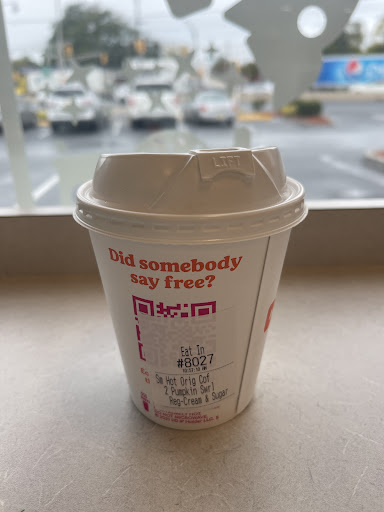 LIFT
Did somebody
say free?
Eat In
#8027
Sm Hot Orig Cof
2 Pumpkin Swrl
Reg-Cream & Sugar